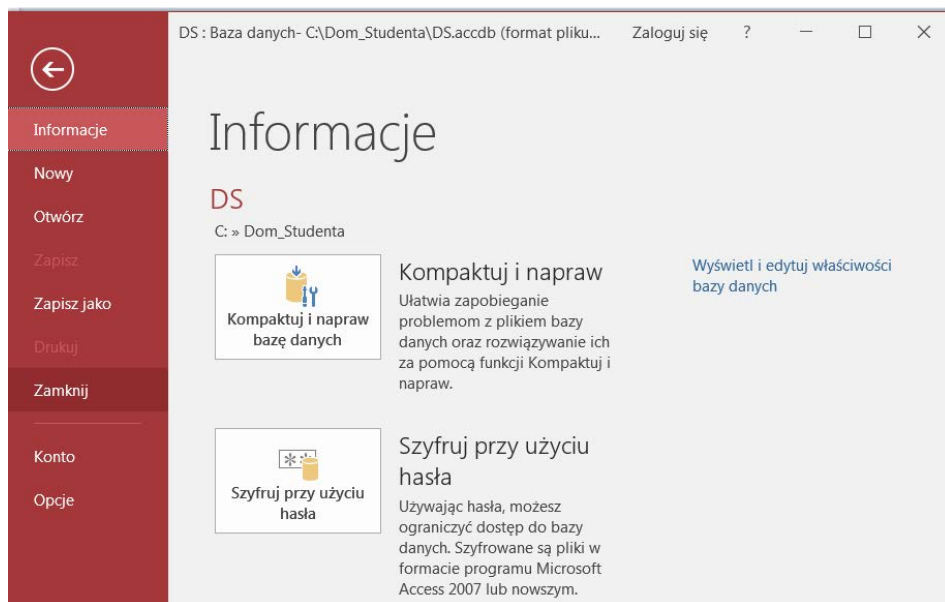 DS : Baza danych- C:\Dom_Studenta\DS.accdb (format pliku...
Zaloguj się
?
Informacje
Nowy
Otwórz
Zapisz
Zapisz jako
Drukuj
Zamknij
Konto
Opcje
Informacje
DS
C: » Dom_Studenta
Kompaktuj i napraw
bazę danych
Kompaktuj i napraw
Ułatwia zapobieganie
problemom z plikiem bazy
danych oraz rozwiązywanie ich
za pomocą funkcji Kompaktuj i
napraw.
Wyświetl i edytuj właściwości
bazy danych
Szyfruj przy użyciu
hasła
Szyfruj przy użyciu
hasła
Używając hasła, możesz
ograniczyć dostęp do bazy
danych. Szyfrowane są pliki w
formacie programu Microsoft
Access 2007 lub nowszym.